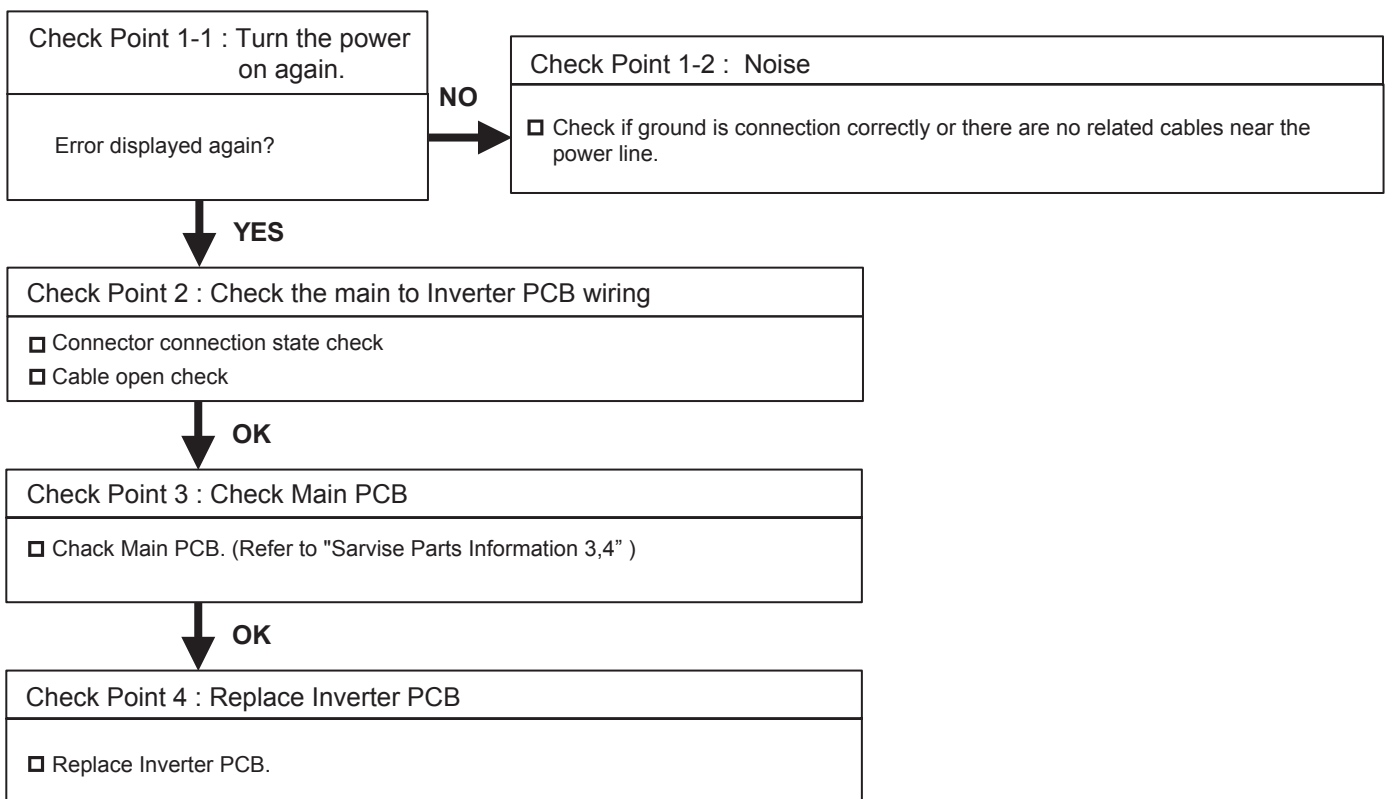 Check Point 1-1 : Turn the power
on again.
Error displayed again?
NO
Check Point 1-2 : Noise
Check if ground is connection correctly or there are no related cables near the
power line.
YES
Check Point 2 : Check the main to Inverter PCB wiring
Connector connection state check
Cable open check
OK
Check Point 3 : Check Main PCB
Chack Main PCB. (Refer to "Sarvise Parts Information 3,4” )
OK
Check Point 4 : Replace Inverter PCB
Replace Inverter PCB.